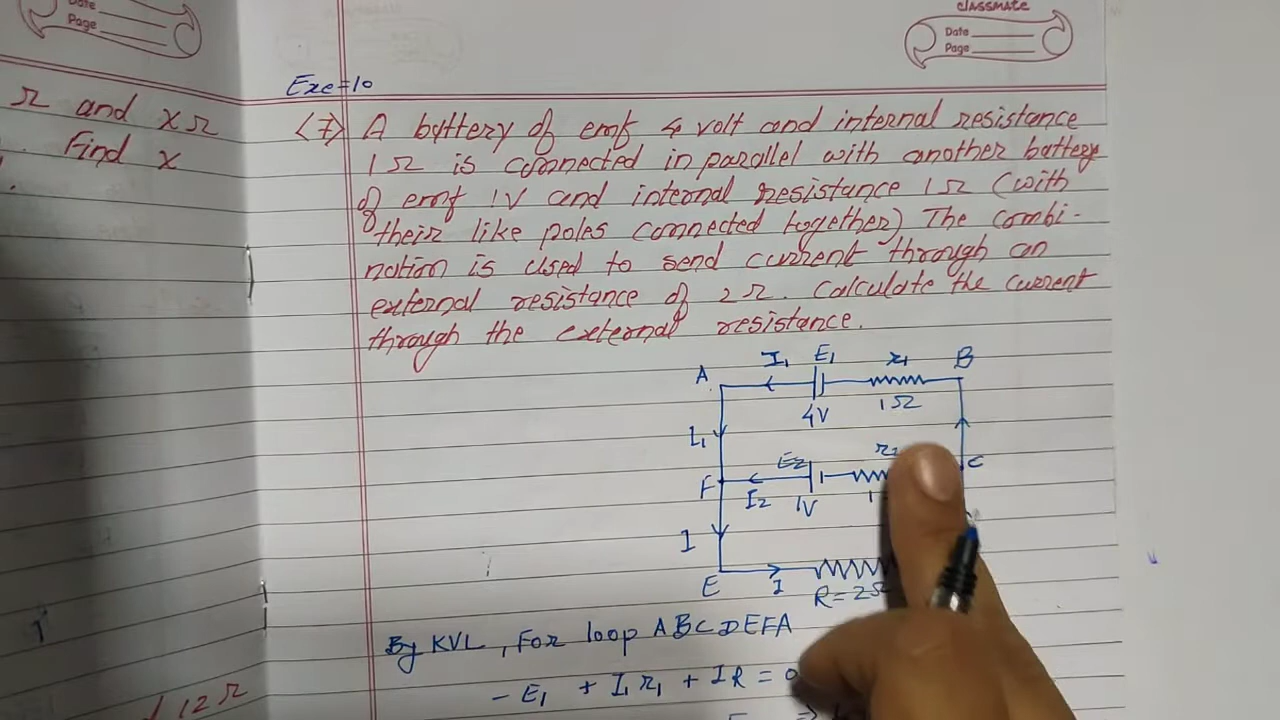 Date
Page
CLASSMATE
Date
Page
Exe=10
Ω and xΩ
Find x
(7) A battery of emf 4 volt and internal resistance
1Ω is connected in parallel with another battery
of emf 1V and internal resistance 1Ω (with
their like poles connected together) The combi-
nation is used to send current through an
external resistance of 2Ω. Calculate the current
through the external resistance.
A I₁ E₁ r₁ B
4V 1Ω
I₁
F I₂ E₂ 1V C
I
E I R=2Ω
By KVL, For loop ABCDEFA
- E₁ + I₁r₁ + IR = 0
12Ω